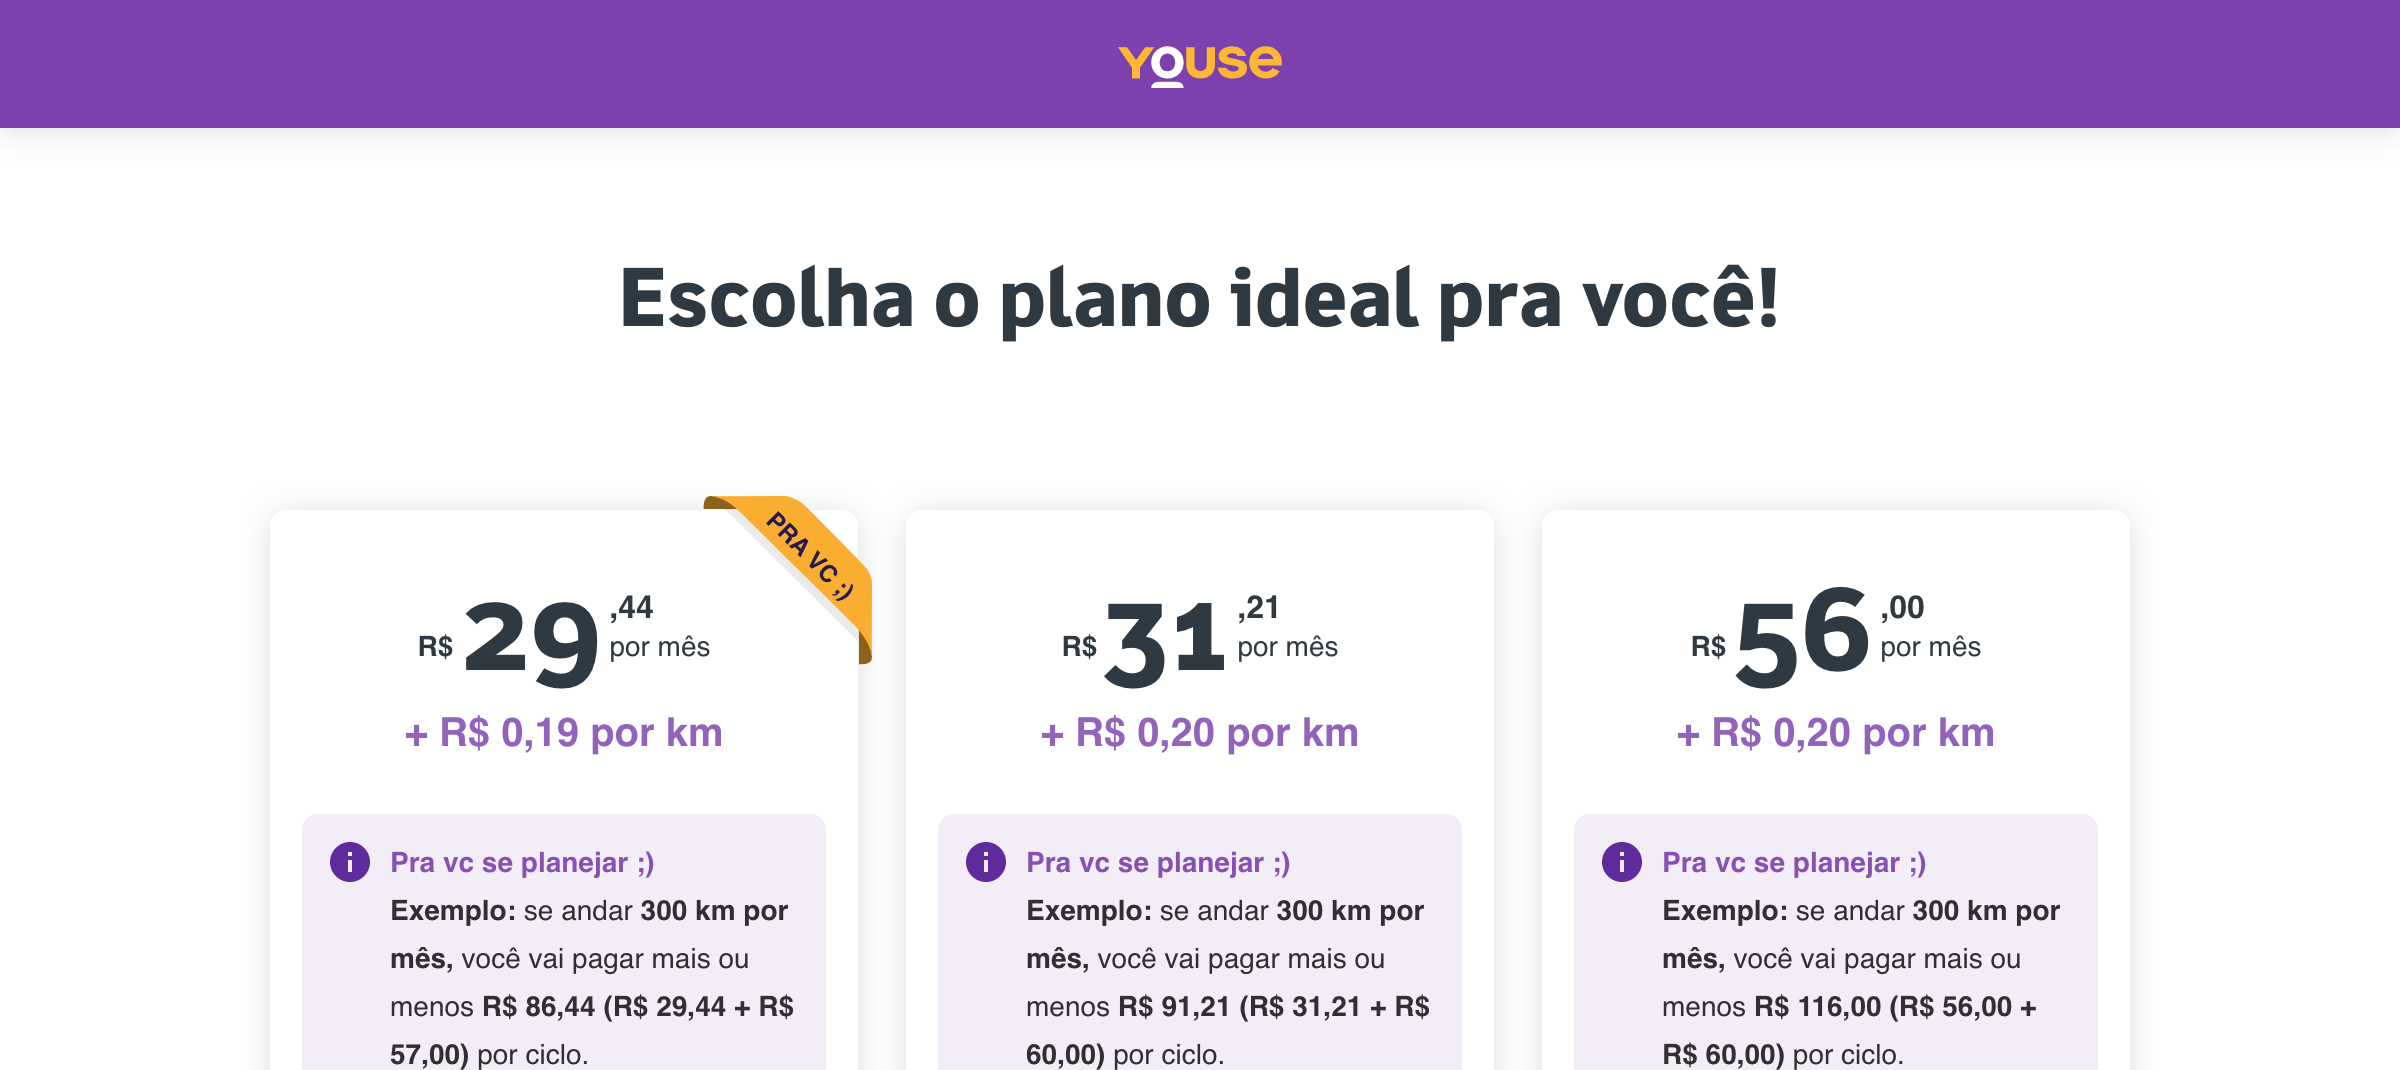 YOUSE
Escolha o plano ideal pra você!
PRA VC ;)
R$ 29,44 por mês
+ R$ 0,19 por km
Pra vc se planejar ;)
Exemplo: se andar 300 km por
mês, você vai pagar mais ou
menos R$ 86,44 (R$ 29,44 + R$
57,00) por ciclo.
R$ 31,21 por mês
+ R$ 0,20 por km
Pra vc se planejar ;)
Exemplo: se andar 300 km por
mês, você vai pagar mais ou
menos R$ 91,21 (R$ 31,21 + R$
60,00) por ciclo.
R$ 56,00 por mês
+ R$ 0,20 por km
Pra vc se planejar ;)
Exemplo: se andar 300 km por
mês, você vai pagar mais ou
menos R$ 116,00 (R$ 56,00 +
R$ 60,00) por ciclo.